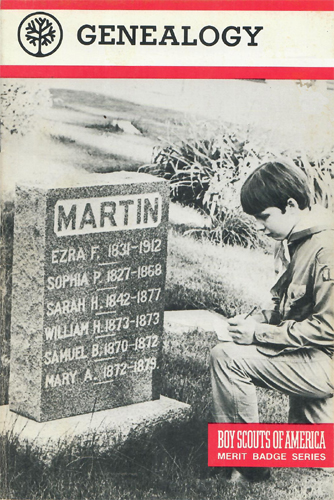 GENEALOGY
MARTIN
EZRA F. 1831-1912
SOPHIA P. 1827-1868
SARAH H. 1842-1877
WILLIAM H. 1873-1873
SAMUEL B. 1870-1872
MARY A. 1872-1879.
BOY SCOUTS OF AMERICA
MERIT BADGE SERIES